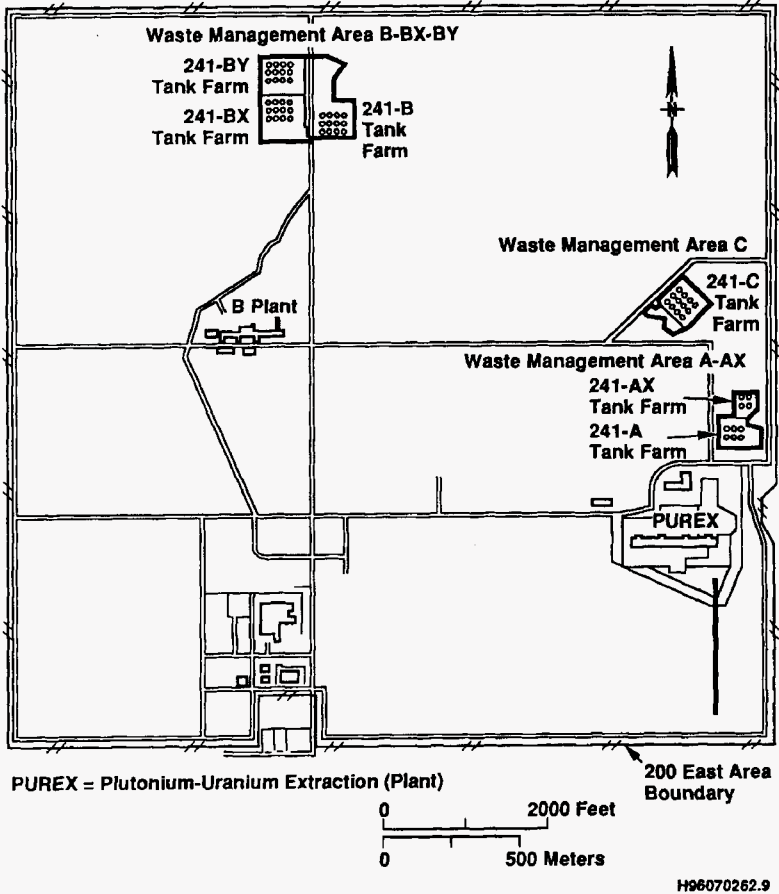 Waste Management Area B-BX-BY
241-BY
Tank Farm
241-BX
Tank Farm
241-B
Tank
Farm
N
Waste Management Area C
241-C
Tank
Farm
B Plant
Waste Management Area A-AX
241-AX
Tank Farm
241-A
Tank Farm
PUREX
200 East Area
Boundary
PUREX = Plutonium-Uranium Extraction (Plant)
0 2000 Feet
0 500 Meters
H96070262.9